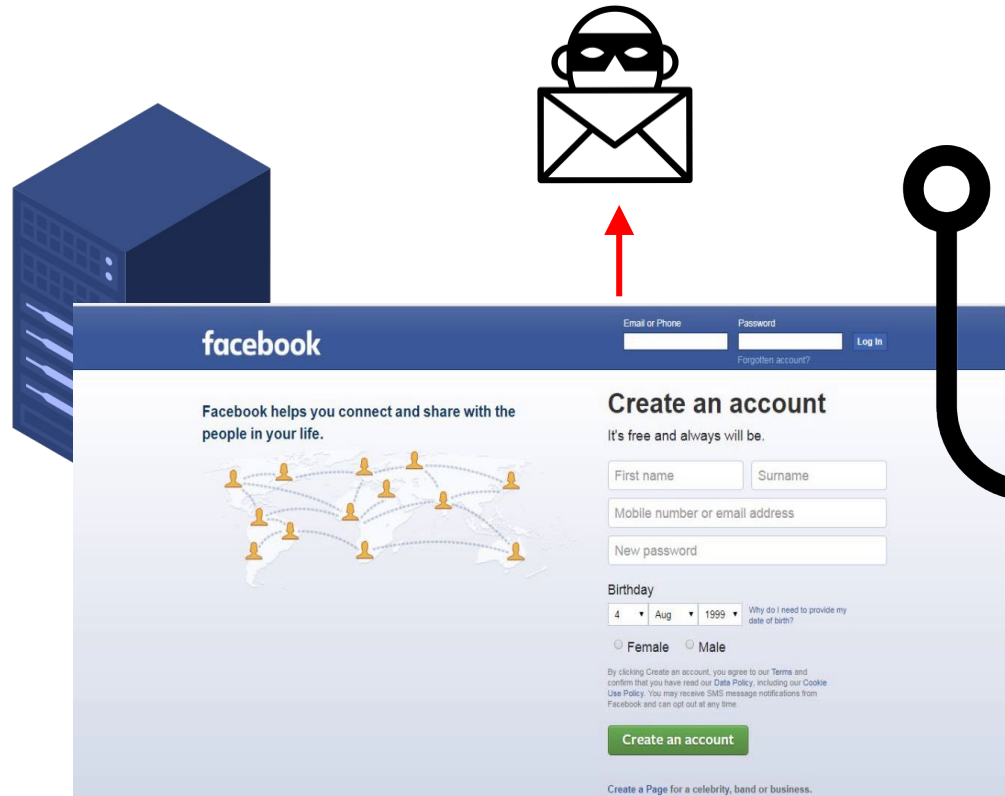 facebook
Email or Phone Password
Log In
Forgotten account?
Facebook helps you connect and share with the
people in your life.
Create an account
It's free and always will be.
First name Surname
Mobile number or email address
New password
Birthday
4 Aug 1999 Why do I need to provide my
date of birth?
Female Male
By clicking Create an account, you agree to our Terms and
confirm that you have read our Data Policy, including our Cookie
Use Policy. You may receive SMS message notifications from
Facebook and can opt out at any time.
Create an account
Create a Page for a celebrity, band or business.